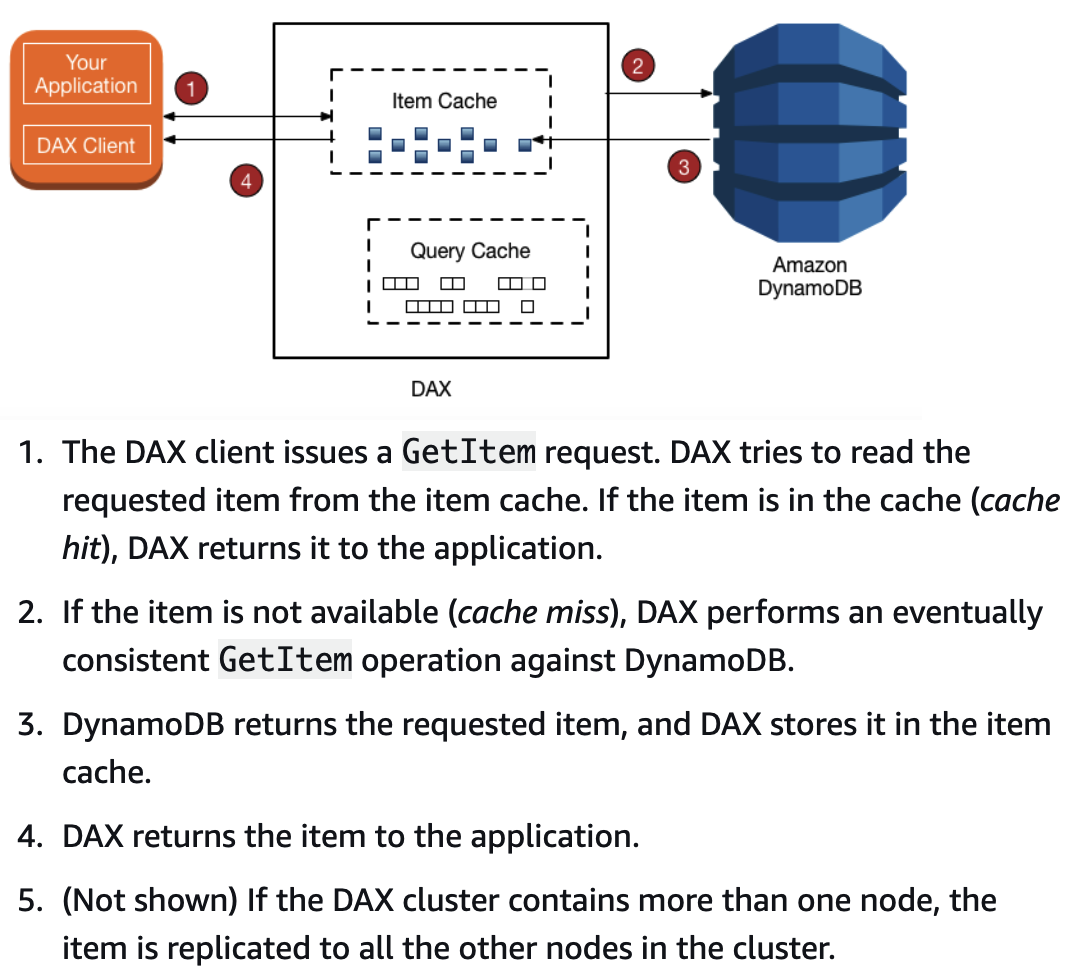 Your
Application
DAX Client
1
4
Item Cache
Query Cache
2
3
Amazon
DynamoDB
DAX
1. The DAX client issues a GetItem request. DAX tries to read the
requested item from the item cache. If the item is in the cache (cache
hit), DAX returns it to the application.
2. If the item is not available (cache miss), DAX performs an eventually
consistent GetItem operation against DynamoDB.
3. DynamoDB returns the requested item, and DAX stores it in the item
cache.
4. DAX returns the item to the application.
5. (Not shown) If the DAX cluster contains more than one node, the
item is replicated to all the other nodes in the cluster.